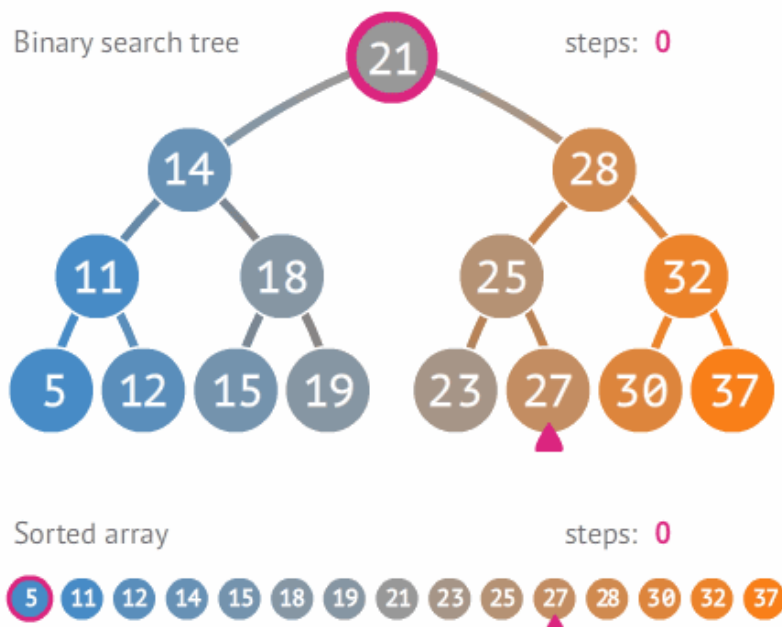 Binary search tree steps: 0
21
14 28
11 18 25 32
5 12 15 19 23 27 30 37
Sorted array steps: 0
5 11 12 14 15 18 19 21 23 25 27 28 30 32 37